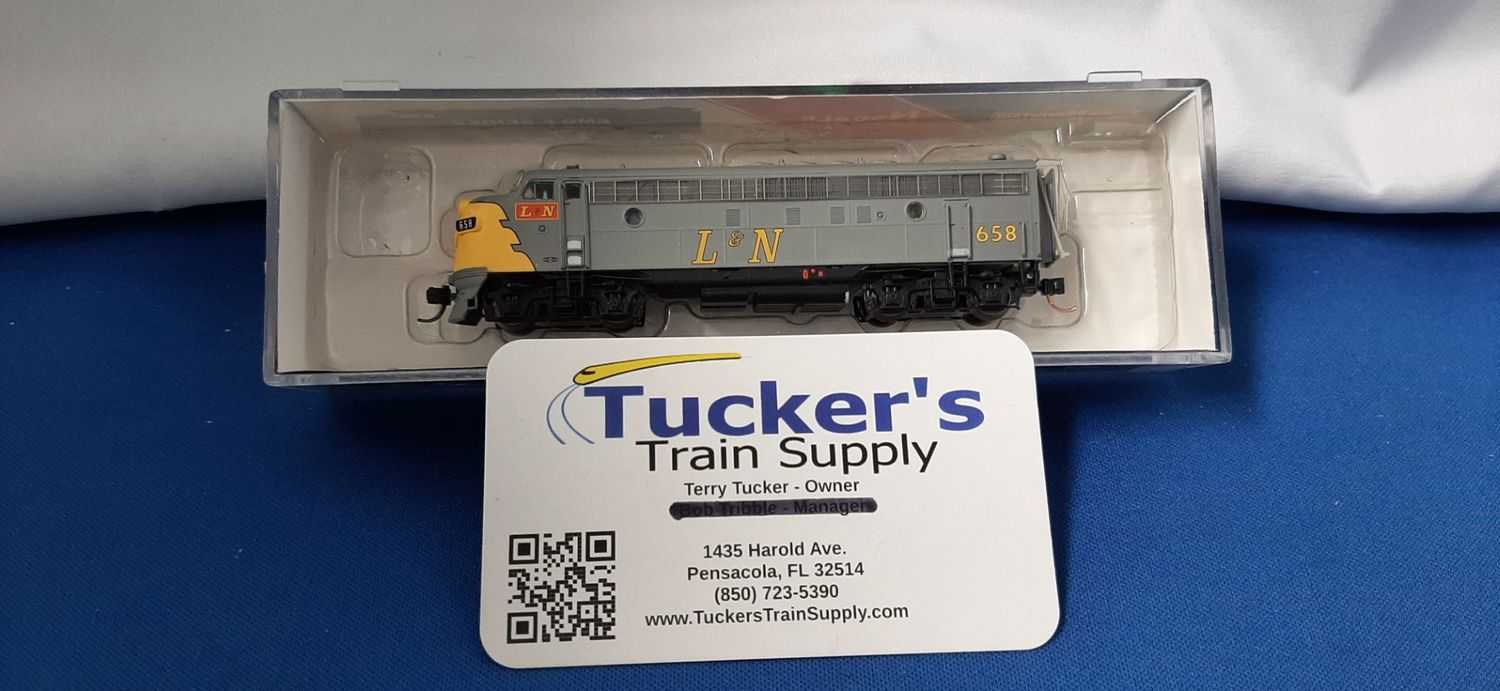 N SCALE
658
L&N
L&N
658
Tucker's
Train Supply
Terry Tucker - Owner
Bob Tribble - Manager
1435 Harold Ave.
Pensacola, FL 32514
(850) 723-5390
www.TuckersTrainSupply.com